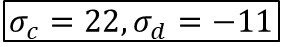 σ_c = 22, σ_d = −11